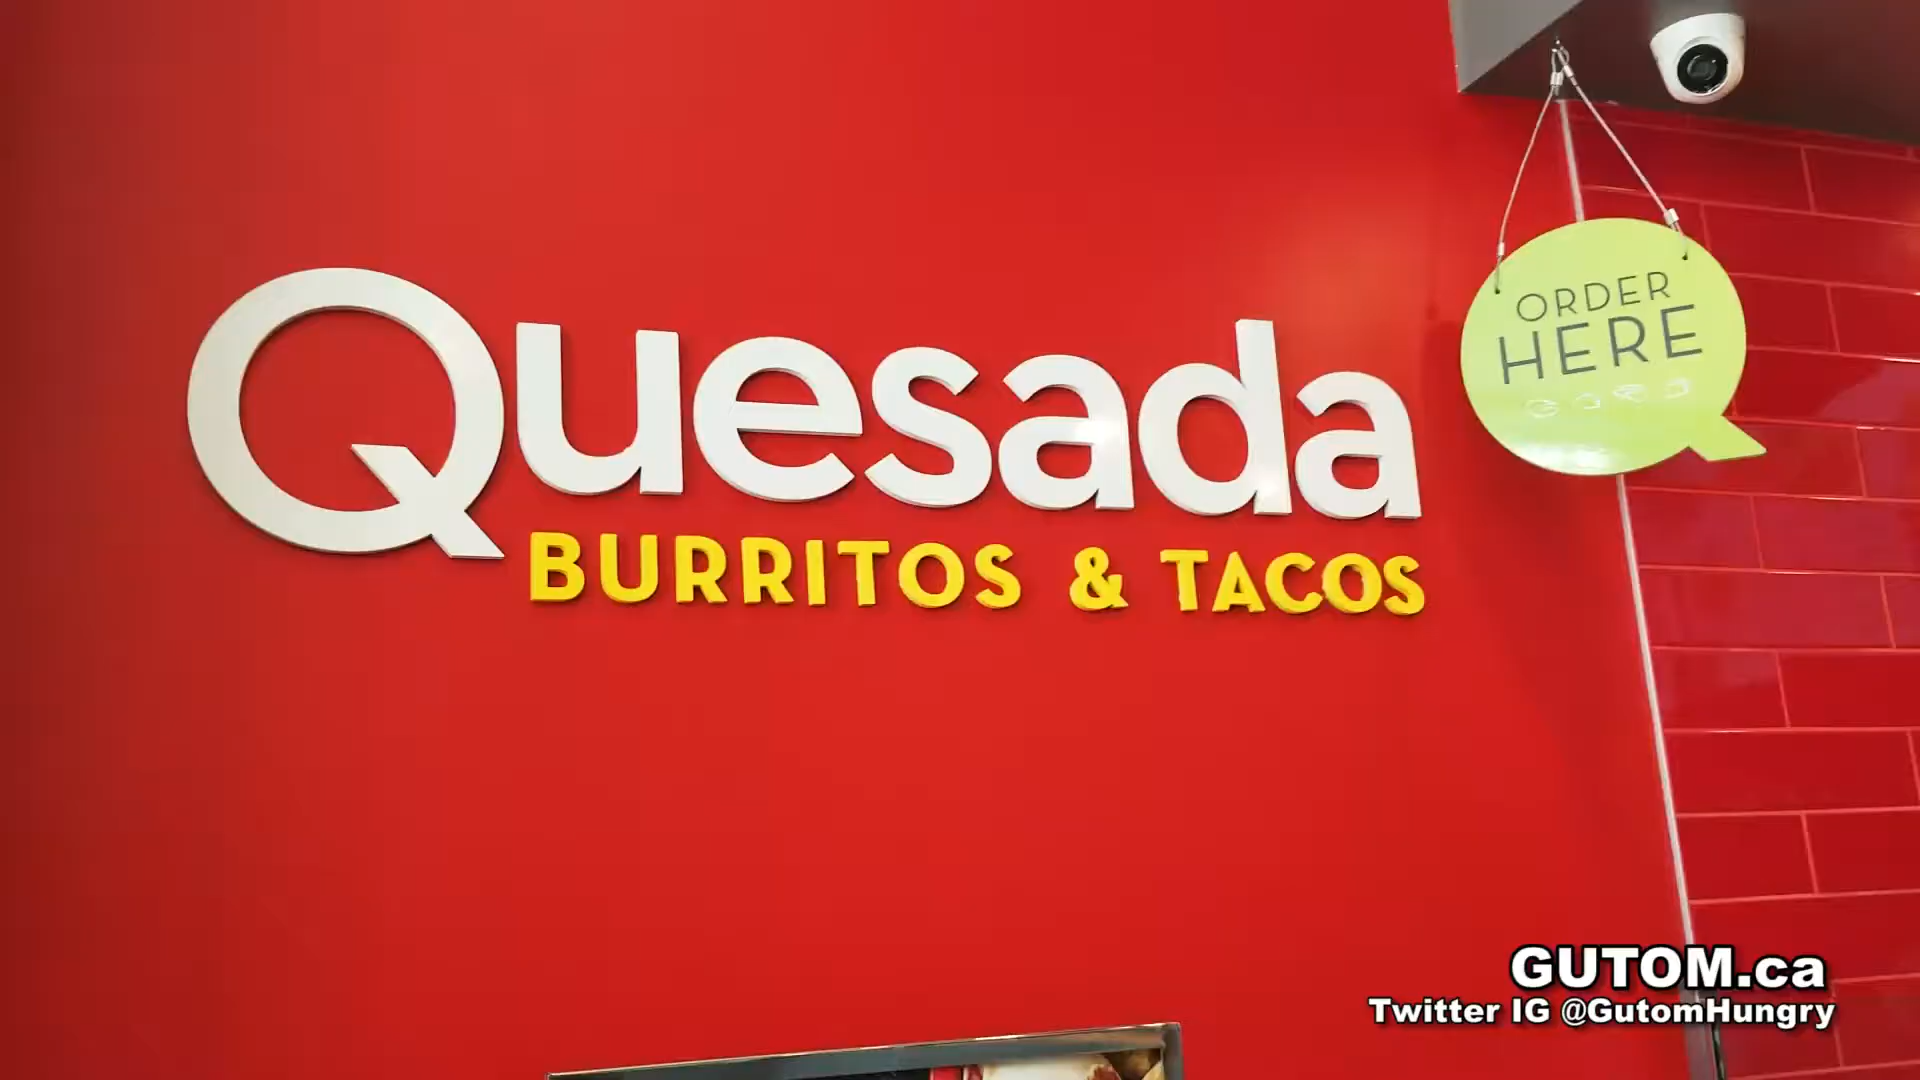 Quesada
BURRITOS & TACOS
ORDER
HERE
GUTOM.ca
Twitter IG @GutomHungry